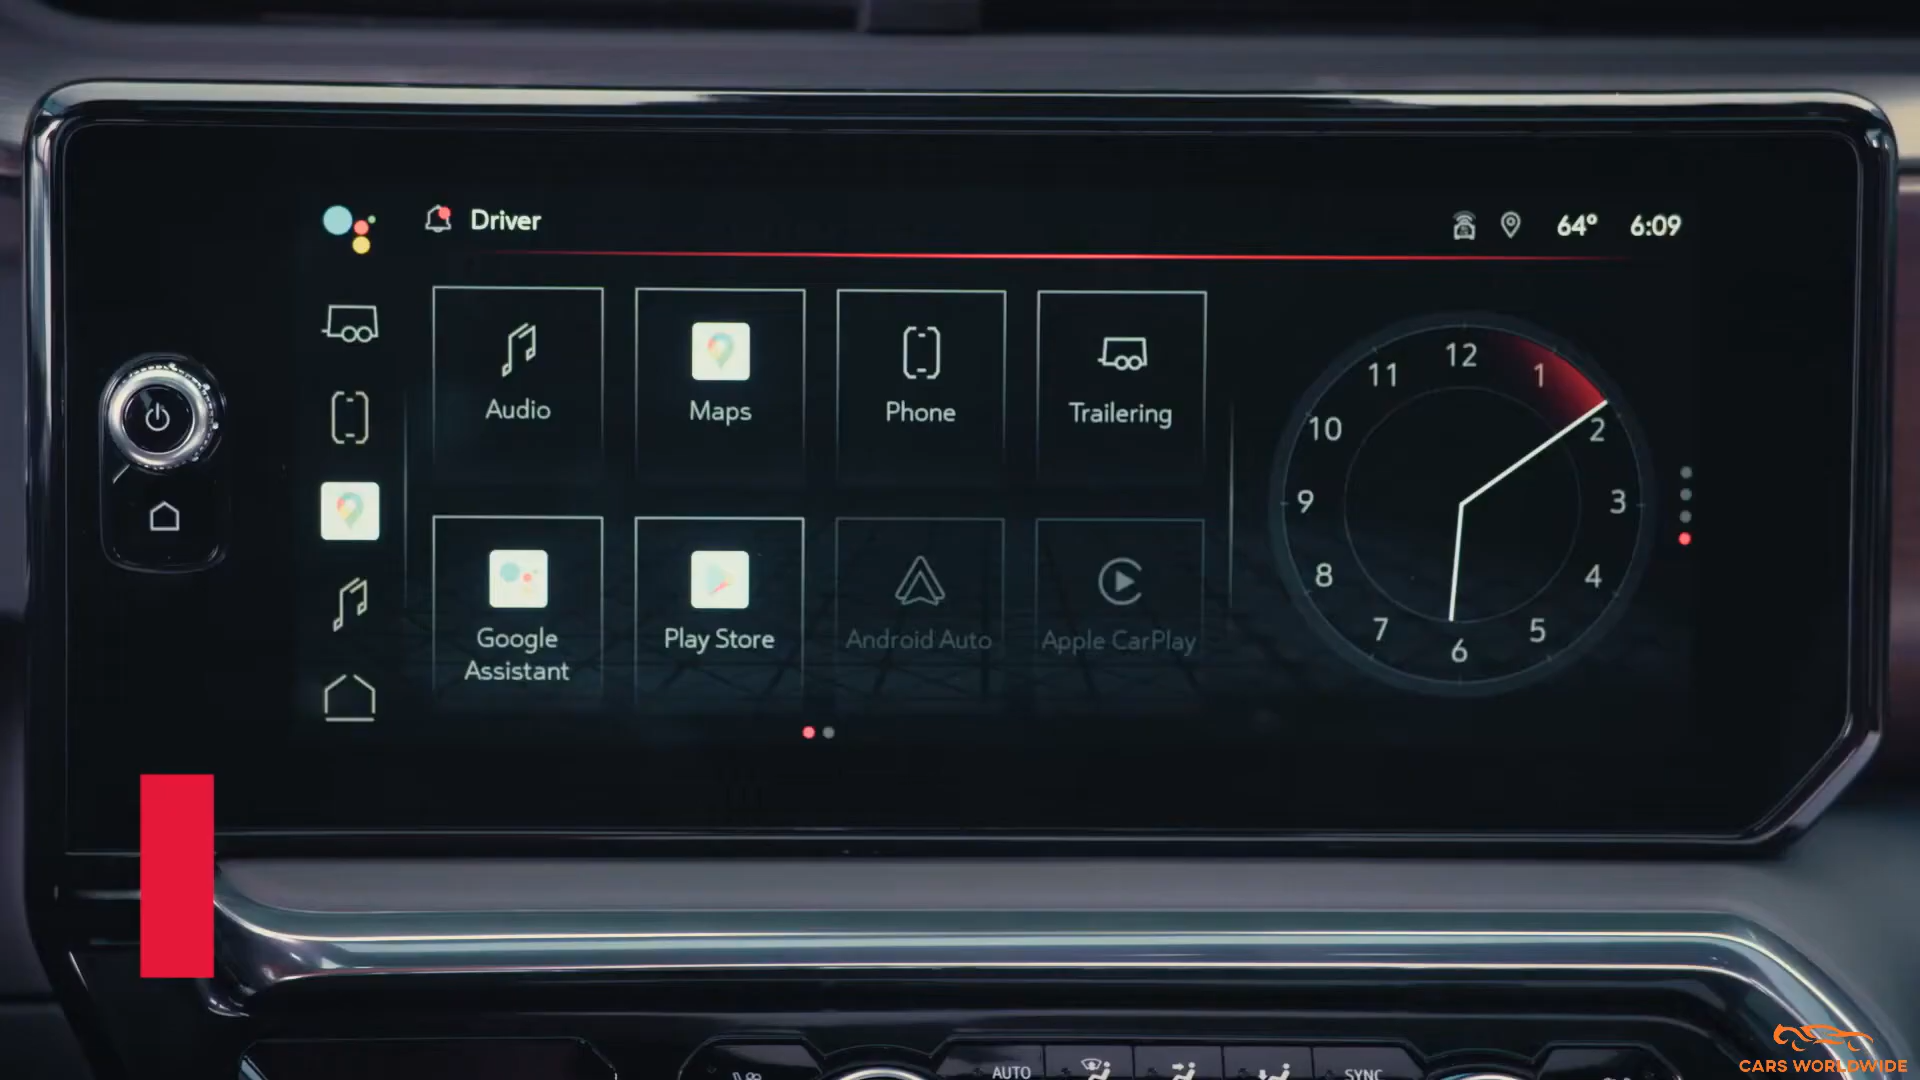 Driver
64° 6:09
Audio
Maps
Phone
Trailering
Google
Assistant
Play Store
Android Auto
Apple CarPlay
12
1
2
3
4
5
6
7
8
9
10
11
AUTO
SYNC
CARS WORLDWIDE